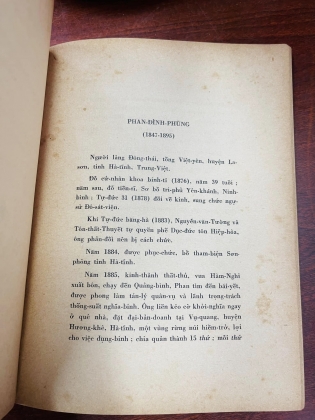 PHAN-ĐÌNH-PHÙNG
(1847-1895)
Người làng Đông-thái, tổng Việt-yên, huyện La-
sơn, tỉnh Hà-tĩnh, Trung-Việt.
Đỗ cử-nhân khoa bính-tí (1876), năm 39 tuổi ;
năm sau, đỗ tiến-sĩ. Sơ bổ tri-phủ Yên-khánh, Ninh-
bình ; Tự-đức 31 (1878) đổi về kinh, sung chức ngự-
sử Đô-sát-viện.
Khi Tự-đức băng-hà (1883), Nguyễn-văn-Tường và
Tôn-thất-Thuyết tự quyền phế Dục-đức tôn Hiệp-hòa,
ông phản-đối nên bị cách chức.
Năm 1884, được phục-chức, bổ tham-biện Sơn-
phòng tỉnh Hà-tĩnh.
Năm 1885, kinh-thành thất-thủ, vua Hàm-Nghi
xuất bôn, chạy đến Quảng-bình, Phan tìm đến bái-yết,
được phong làm tán-lý quân-vụ và lãnh trọng-trách
thống-suất nghĩa-binh. Ông liền kéo cờ khởi-nghĩa ngay
ở quê nhà, đặt đại-bản-doanh tại Vụ-quang, huyện
Hương-khê, Hà-tĩnh, một vùng rừng núi hiểm-trở, lợi
cho việc dụng-binh ; chia quân thành 15 thứ ; mỗi thứ